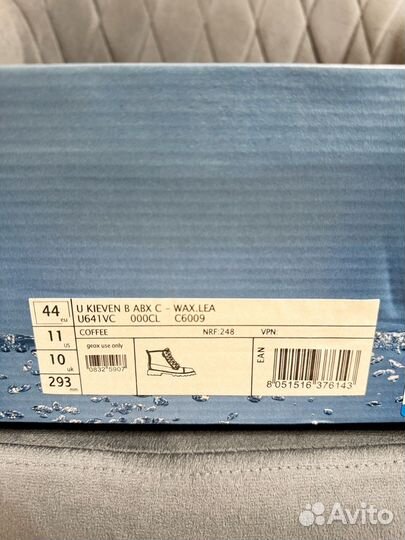 44 eu
U KIEVEN B ABX C - WAX.LEA
U641VC 000CL C6009
11 US
COFFEE NRF:248 VPN:
geox use only
10 uk
0832 5907
EAN
293 mm
8 051516 376143
Avito